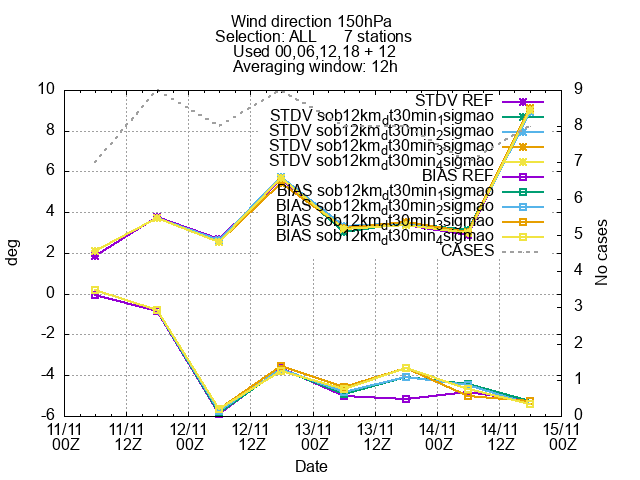 Wind direction 150hPa
Selection: ALL 7 stations
Used 00,06,12,18 + 12
Averaging window: 12h
10
8
6
4
2
0
-2
-4
-6
deg
9
8
7
6
5
4
3
2
1
0
No cases
STDV REF
STDV sob12km_dt30min_1sigmao
STDV sob12km_dt30min_2sigmao
STDV sob12km_dt30min_3sigmao
STDV sob12km_dt30min_4sigmao
BIAS REF
BIAS sob12km_dt30min_1sigmao
BIAS sob12km_dt30min_2sigmao
BIAS sob12km_dt30min_3sigmao
BIAS sob12km_dt30min_4sigmao
CASES
11/11 11/11 12/11 12/11 13/11 13/11 14/11 14/11 15/11
00Z 12Z 00Z 12Z 00Z 12Z 00Z 12Z 00Z
Date